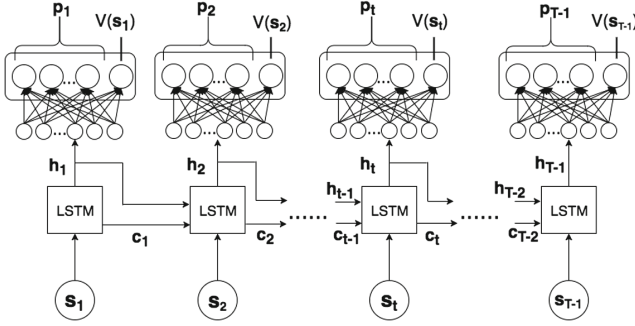 p1 V(s1) p2 V(s2) pt V(st) pT-1 V(sT-1)
... ... ... ...
... ... ... ...
h1 h2 ht hT-1
ht-1 hT-2
LSTM LSTM ...... LSTM ...... LSTM
c1 c2 ct-1 ct cT-2
s1 s2 st sT-1